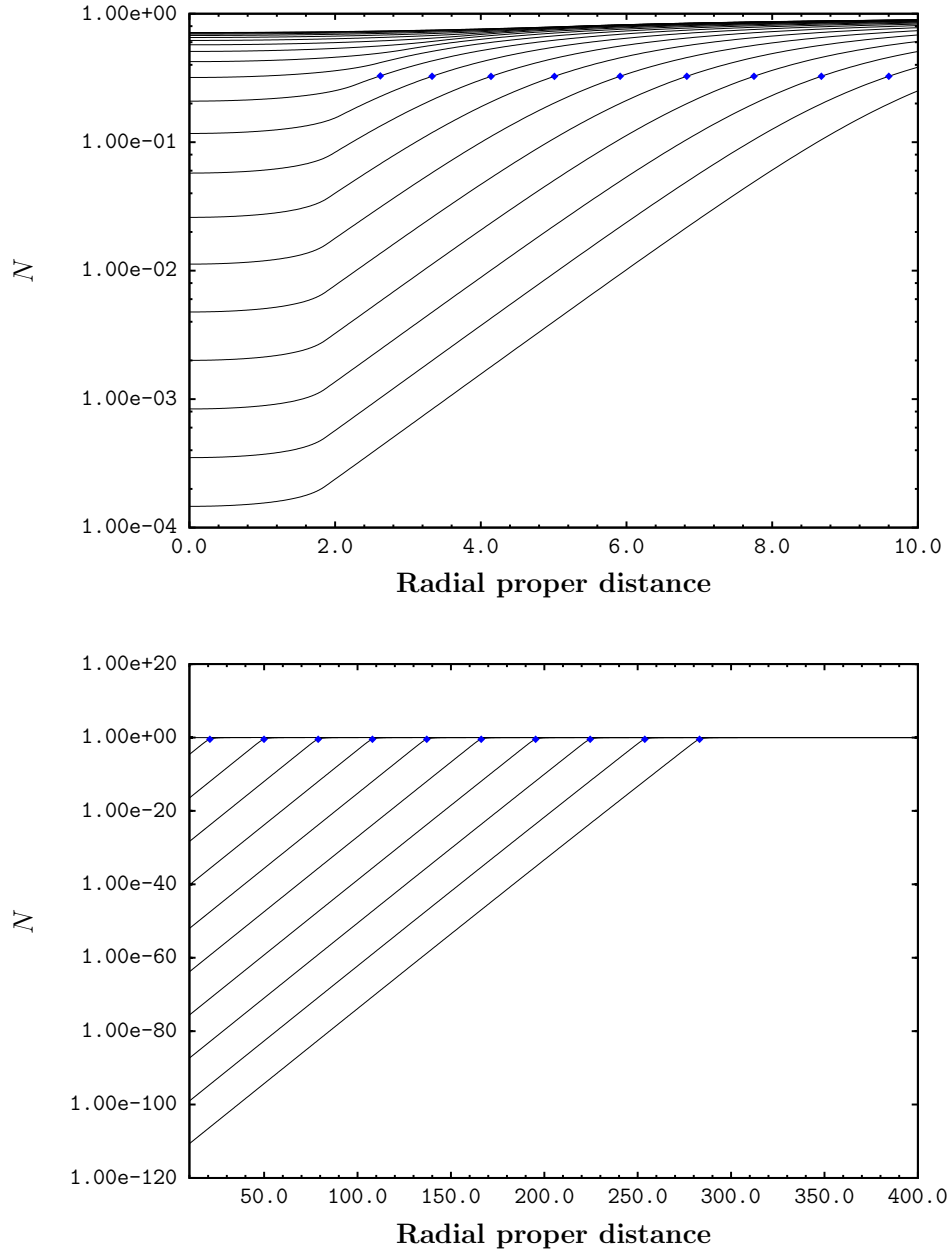 1.00e+00
1.00e-01
1.00e-02
1.00e-03
1.00e-04
N
0.0 2.0 4.0 6.0 8.0 10.0
Radial proper distance
1.00e+20
1.00e+00
1.00e-20
1.00e-40
1.00e-60
1.00e-80
1.00e-100
1.00e-120
N
50.0 100.0 150.0 200.0 250.0 300.0 350.0 400.0
Radial proper distance